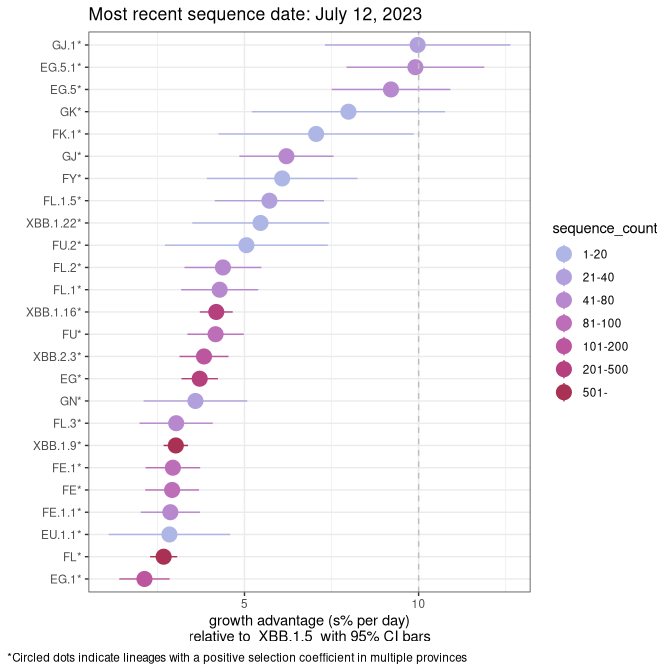 Most recent sequence date: July 12, 2023
GJ.1*
EG.5.1*
EG.5*
GK*
FK.1*
GJ*
FY*
FL.1.5*
XBB.1.22*
FU.2*
FL.2*
FL.1*
XBB.1.16*
FU*
XBB.2.3*
EG*
GN*
FL.3*
XBB.1.9*
FE.1*
FE*
FE.1.1*
EU.1.1*
FL*
EG.1*
5 10
growth advantage (s% per day)
relative to XBB.1.5 with 95% CI bars
sequence_count
1-20
21-40
41-80
81-100
101-200
201-500
501-
*Circled dots indicate lineages with a positive selection coefficient in multiple provinces